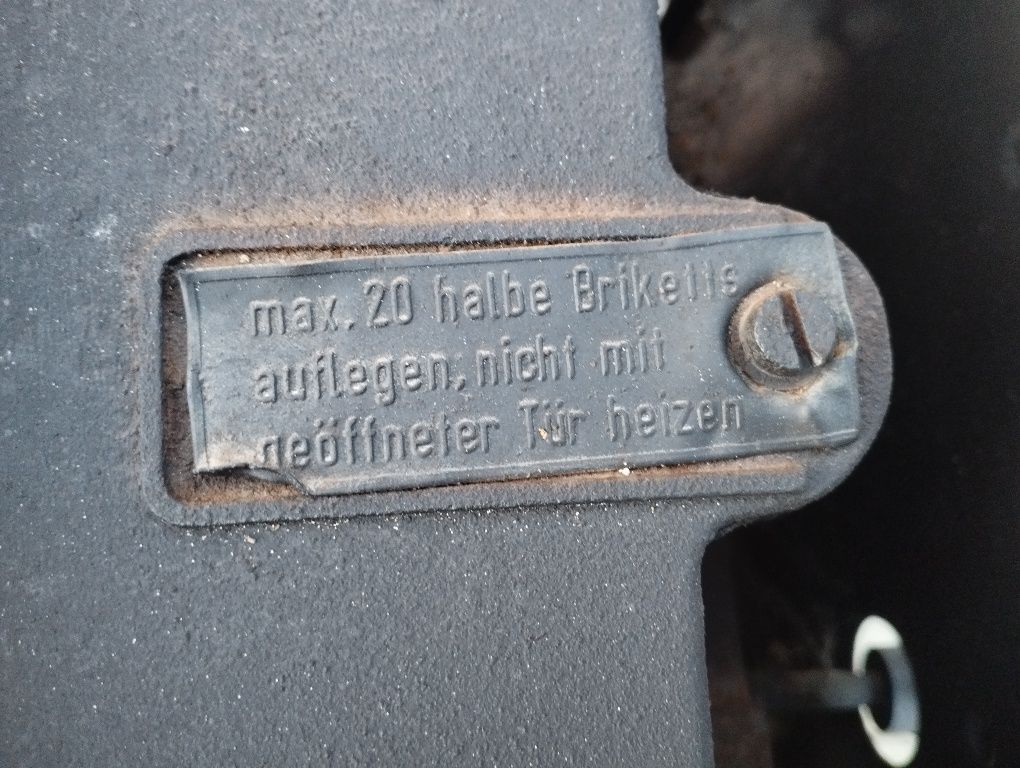 max. 20 halbe Briketts
auflegen, nicht mit
geöffneter Tür heizen